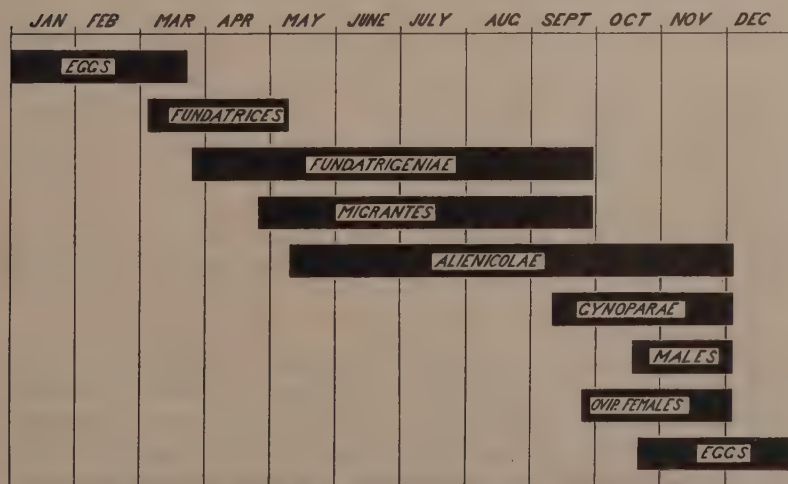 JAN FEB MAR APR MAY JUNE JULY AUG SEPT OCT NOV DEC
EGGS
FUNDATRICES
FUNDATRIGENIAE
MIGRANTES
ALIENICOLAE
GYNOPARAE
MALES
OVIP. FEMALES
EGGS